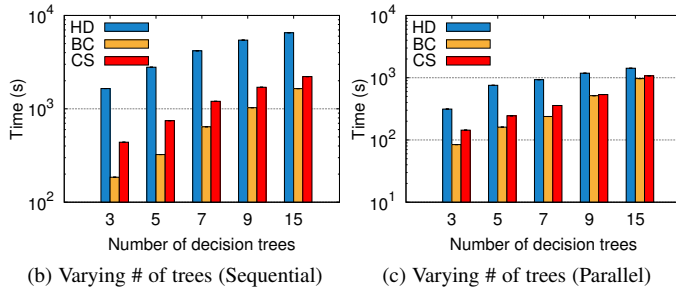 10^4
10^3
10^2
Time (s)
HD
BC
CS
3 5 7 9 15
Number of decision trees
(b) Varying # of trees (Sequential)
10^4
10^3
10^2
10^1
Time (s)
HD
BC
CS
3 5 7 9 15
Number of decision trees
(c) Varying # of trees (Parallel)